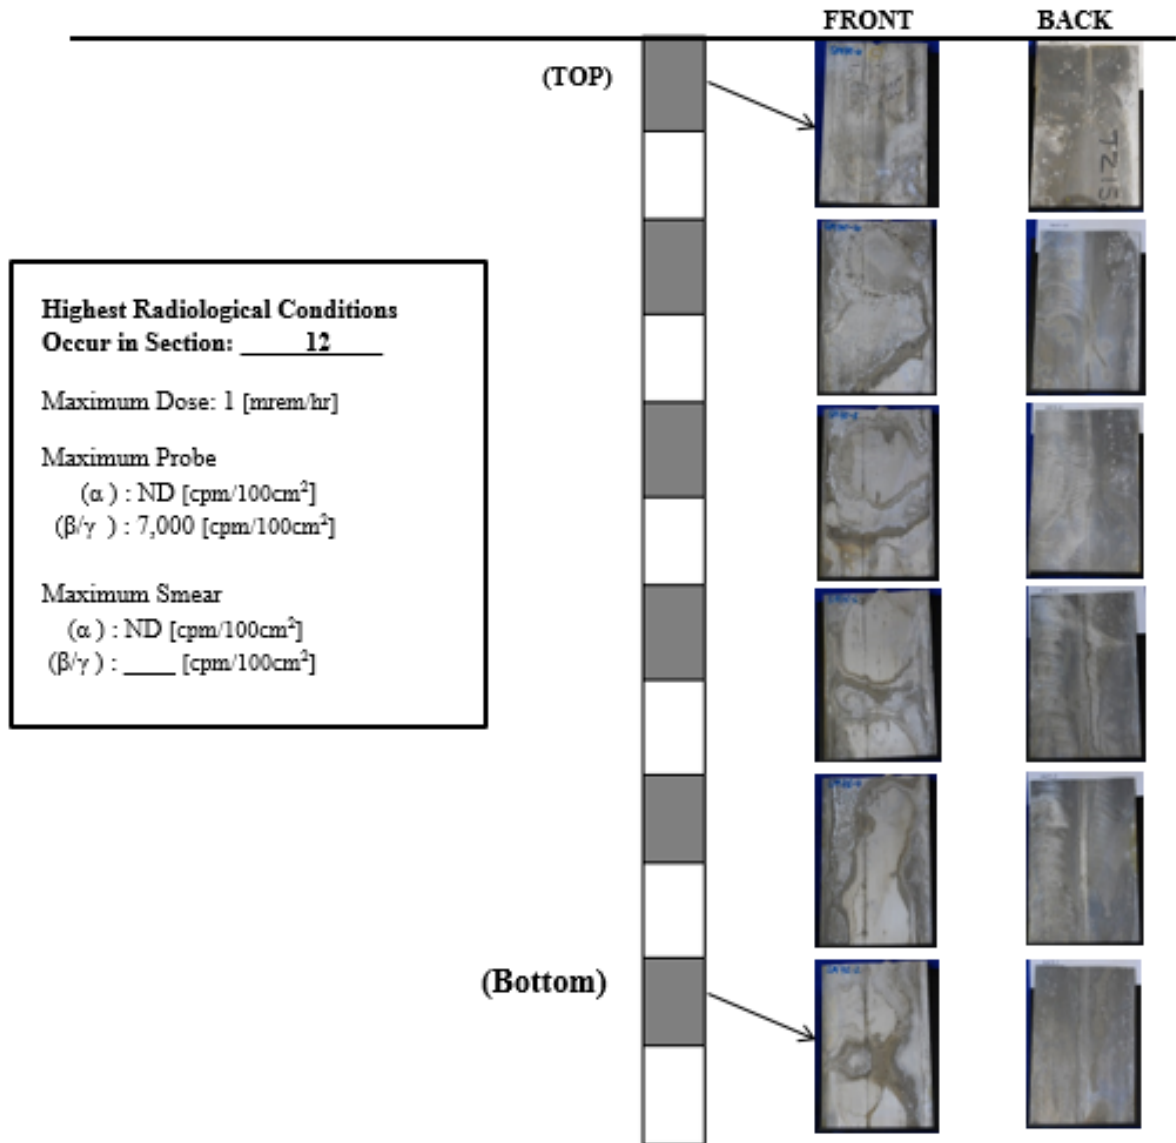 FRONT BACK
(TOP)
7215
Highest Radiological Conditions
Occur in Section: 12
Maximum Dose: 1 [mrem/hr]
Maximum Probe
(α ) : ND [cpm/100cm²]
(β/γ ) : 7,000 [cpm/100cm²]
Maximum Smear
(α ) : ND [cpm/100cm²]
(β/γ ) : ____ [cpm/100cm²]
(Bottom)